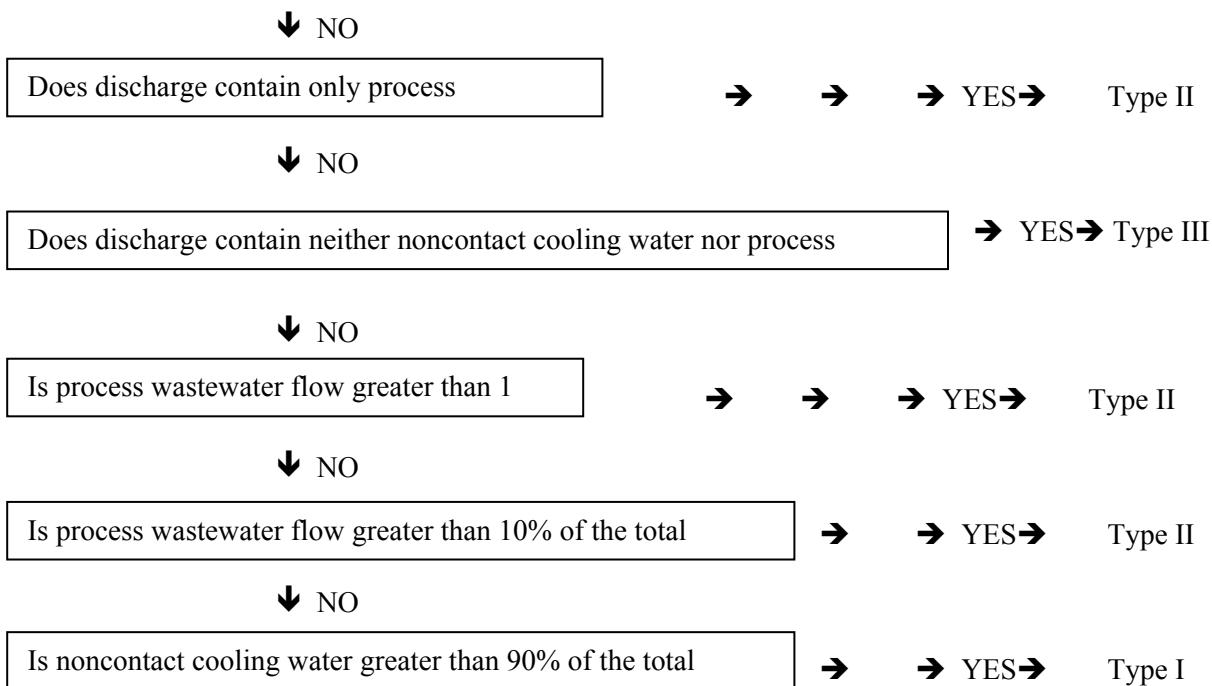 🡻 NO
Does discharge contain only process 🡺 🡺 🡺 YES🡺 Type II
🡻 NO
Does discharge contain neither noncontact cooling water nor process 🡺 YES🡺 Type III
🡻 NO
Is process wastewater flow greater than 1 🡺 🡺 🡺 YES🡺 Type II
🡻 NO
Is process wastewater flow greater than 10% of the total 🡺 🡺 YES🡺 Type II
🡻 NO
Is noncontact cooling water greater than 90% of the total 🡺 🡺 YES🡺 Type I